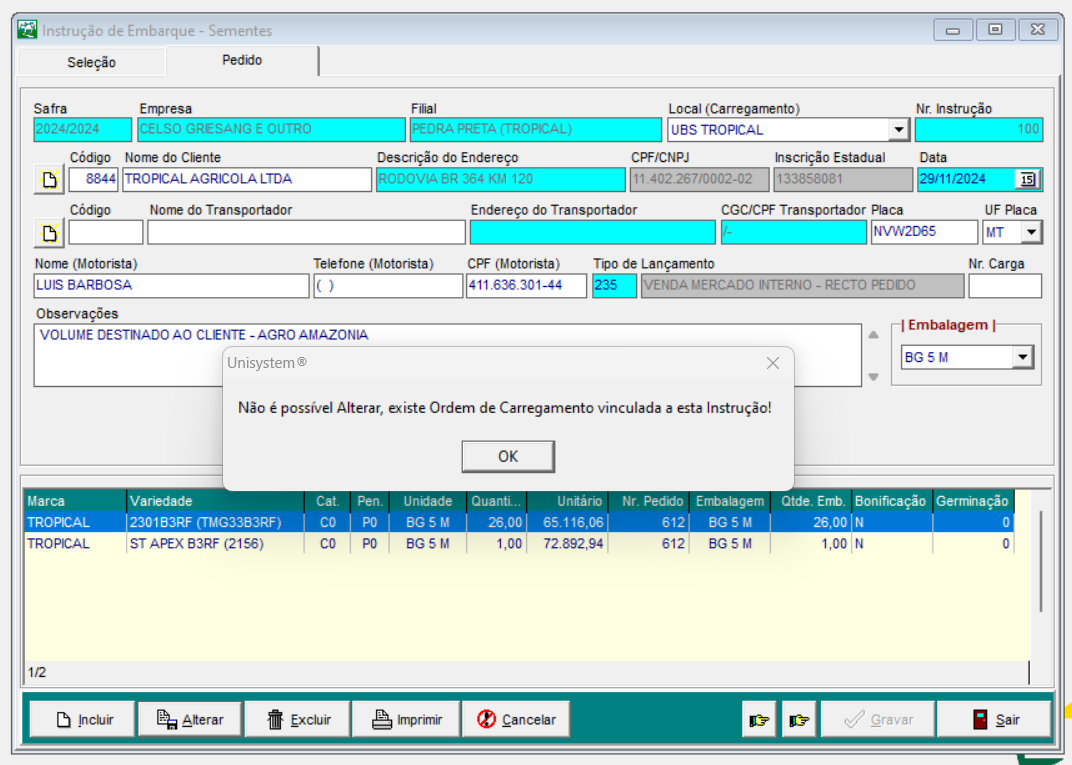 Instrução de Embarque - Sementes
Seleção Pedido
Safra Empresa Filial Local (Carregamento) Nr. Instrução
2024/2024 CELSO GRIESANG E OUTRO PEDRA PRETA (TROPICAL) UBS TROPICAL 100
Código Nome do Cliente Descrição do Endereço CPF/CNPJ Inscrição Estadual Data
8844 TROPICAL AGRICOLA LTDA RODOVIA BR 364 KM 120 11.402.267/0002-02 133858081 29/11/2024 15
Código Nome do Transportador Endereço do Transportador CGC/CPF Transportador Placa UF Placa
/- NVW2D65 MT
Nome (Motorista) Telefone (Motorista) CPF (Motorista) Tipo de Lançamento Nr. Carga
LUIS BARBOSA ( ) 411.636.301-44 235 VENDA MERCADO INTERNO - RECTO PEDIDO
Observações
VOLUME DESTINADO AO CLIENTE - AGRO AMAZONIA
| Embalagem |
BG 5 M
Unisystem®
Não é possível Alterar, existe Ordem de Carregamento vinculada a esta Instrução!
OK
Marca Variedade Cat. Pen. Unidade Quanti... Unitário Nr. Pedido Embalagem Qtde. Emb. Bonificação Germinação
TROPICAL 2301B3RF (TMG33B3RF) C0 P0 BG 5 M 26,00 65.116,06 612 BG 5 M 26,00 N 0
TROPICAL ST APEX B3RF (2156) C0 P0 BG 5 M 1,00 72.892,94 612 BG 5 M 1,00 N 0
1/2
Incluir Alterar Excluir Imprimir Cancelar Gravar Sair